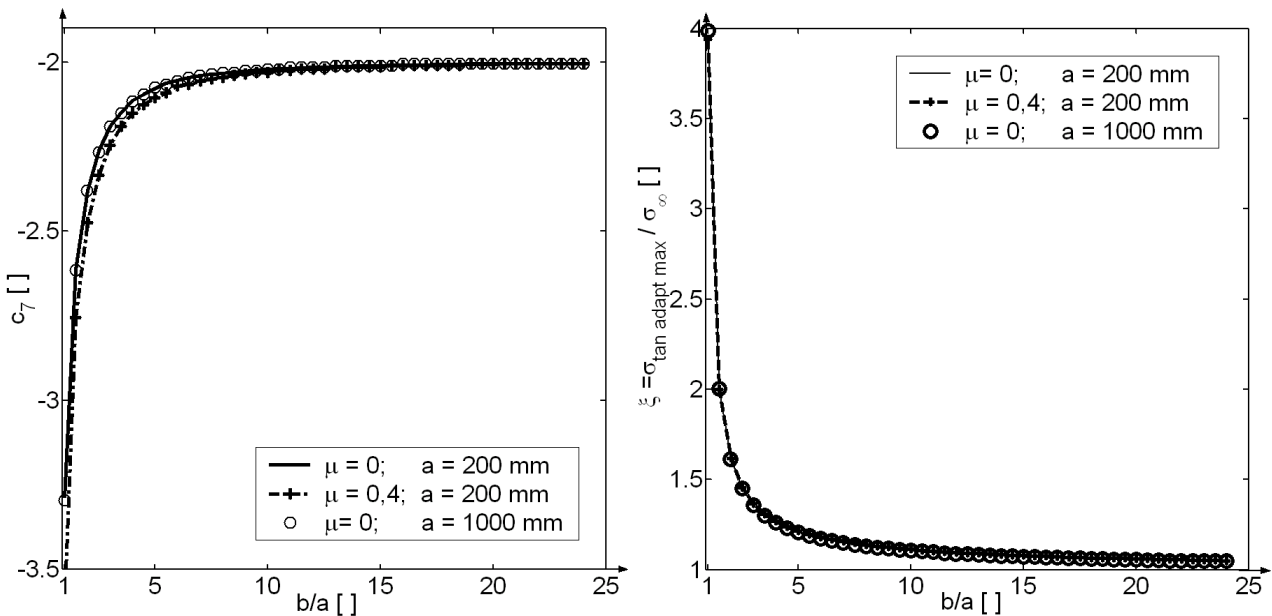 -2
-2.5
-3
-3.5
c7 [ ]
1 5 10 15 20 25
b/a [ ]
μ = 0; a = 200 mm
μ = 0,4; a = 200 mm
μ= 0; a = 1000 mm
4
3.5
3
2.5
2
1.5
1
ξ =σtan adapt max / σ∞ [ ]
1 5 10 15 20 25
b/a [ ]
μ= 0; a = 200 mm
μ = 0,4; a = 200 mm
μ = 0; a = 1000 mm